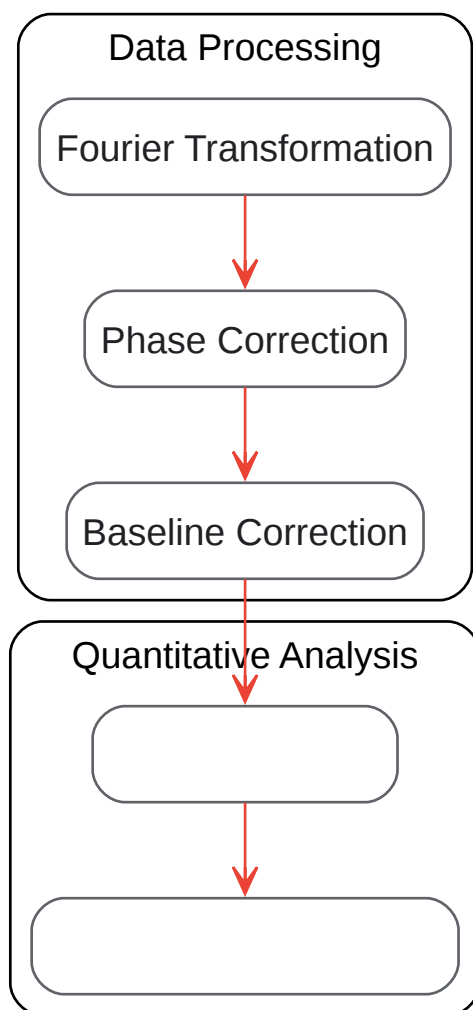 Data Processing
Fourier Transformation
Phase Correction
Baseline Correction
Quantitative Analysis